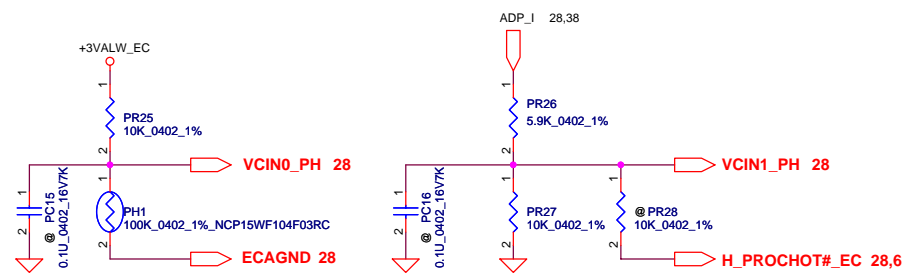 ADP_I 28,38
+3VALW_EC
1
PR25
10K_0402_1%
2
VCIN0_PH 28
1
2
@ PC15
0.1U_0402_16V7K
1
PH1
100K_0402_1%_NCP15WF104F03RC
2
ECAGND 28
1
PR26
5.9K_0402_1%
2
VCIN1_PH 28
1
2
@ PC16
0.1U_0402_16V7K
1
PR27
10K_0402_1%
2
1
@ PR28
10K_0402_1%
2
H_PROCHOT#_EC 28,6